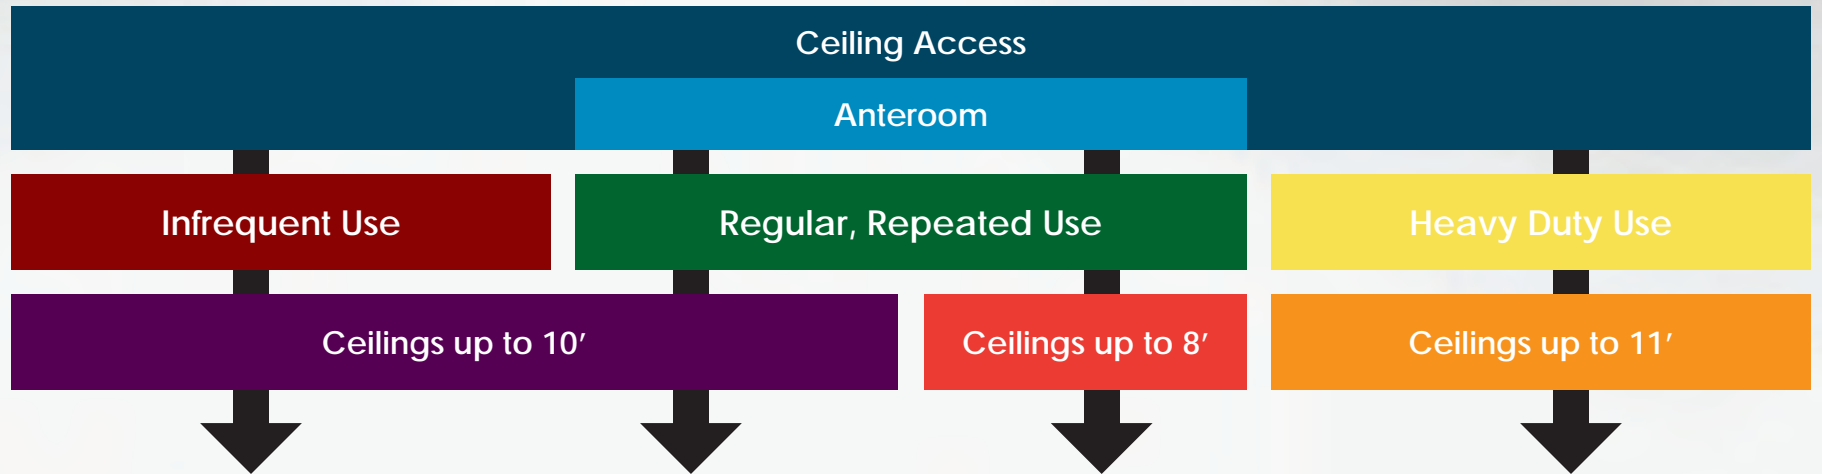 Ceiling Access
Anteroom
Infrequent Use
Regular, Repeated Use
Heavy Duty Use
Ceilings up to 10′
Ceilings up to 8′
Ceilings up to 11′